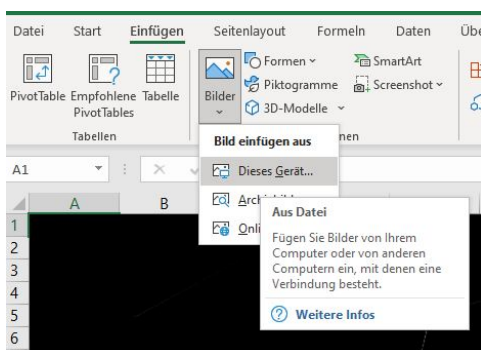 Datei Start Einfügen Seitenlayout Formeln Daten
PivotTable Empfohlene PivotTables Tabelle
Bilder
Formen
Piktogramme
3D-Modelle
SmartArt
Screenshot
Tabellen
nen
Bild einfügen aus
A1
Dieses Gerät...
A B
Aus Datei
Fügen Sie Bilder von Ihrem
Computer oder von anderen
Computern ein, mit denen eine
Verbindung besteht.
Weitere Infos
1
2
3
4
5
6